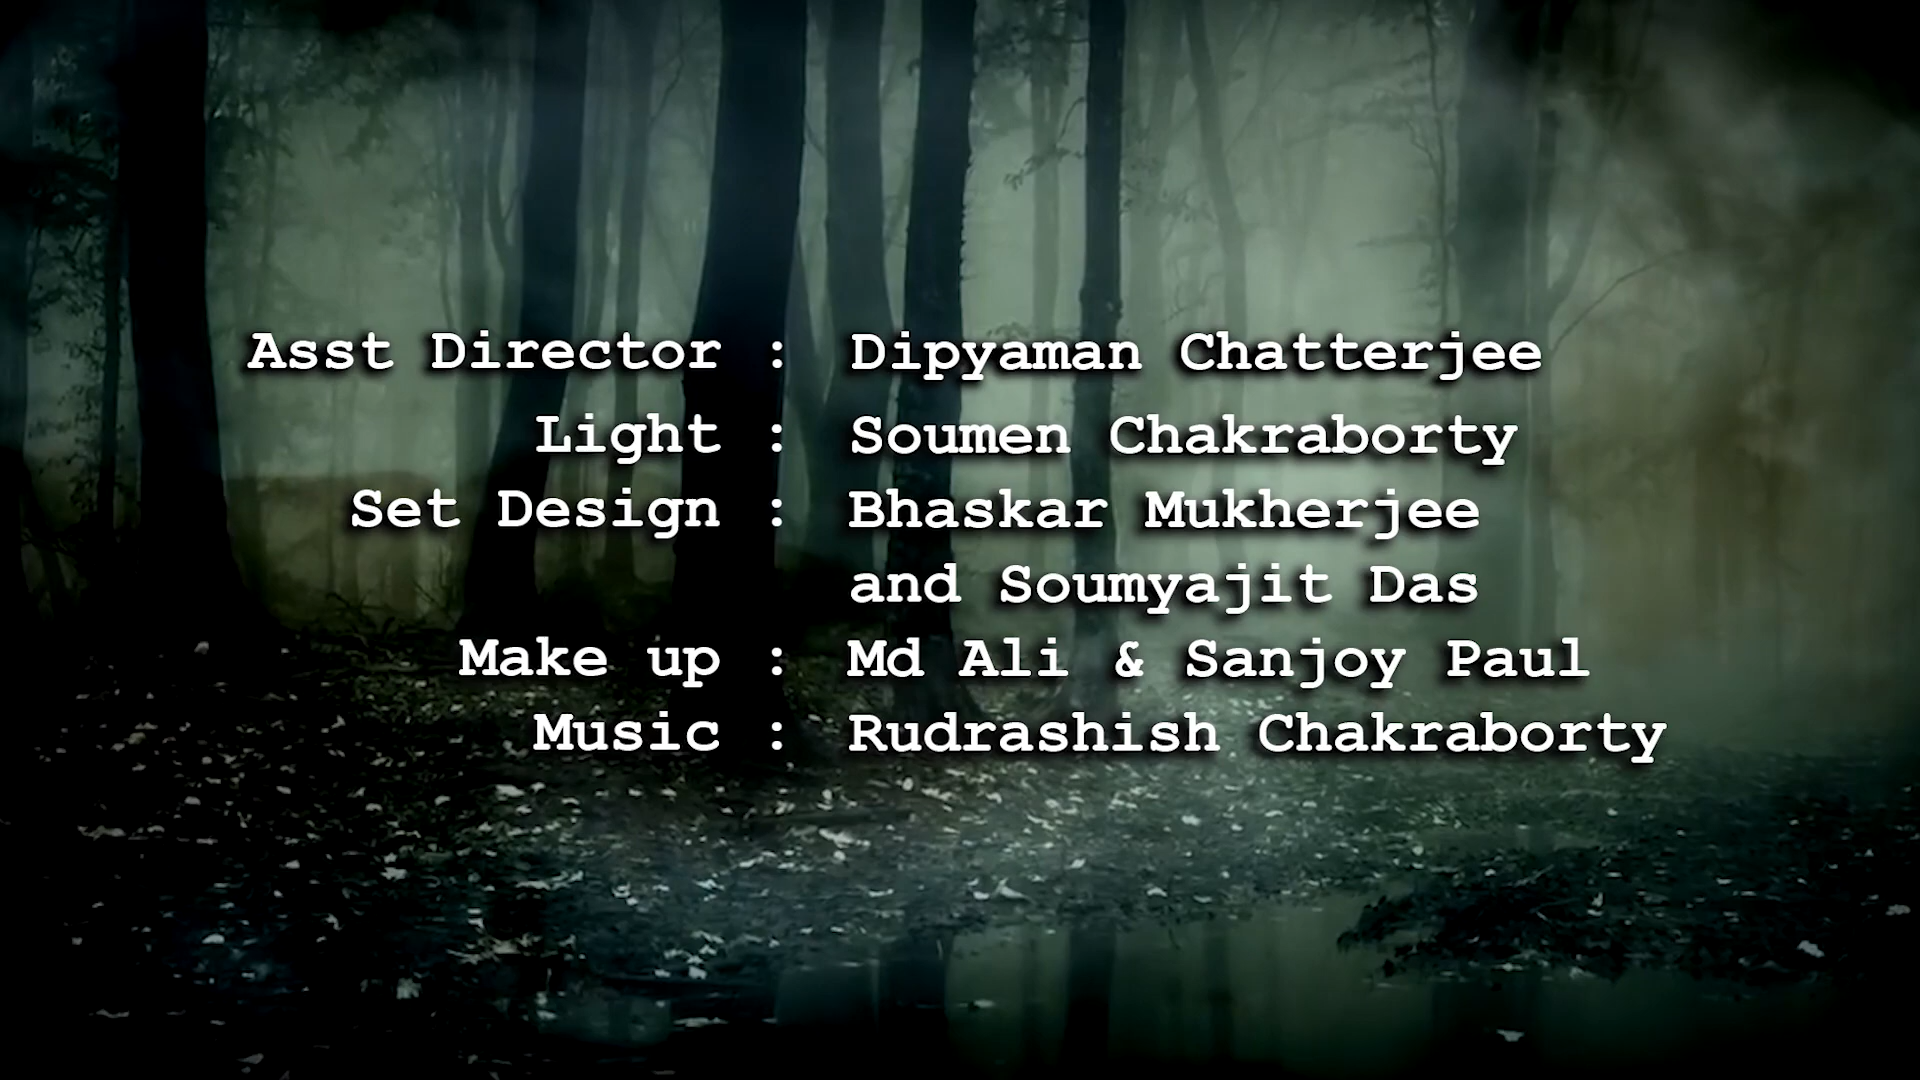 Asst Director : Dipyaman Chatterjee
Light : Soumen Chakraborty
Set Design : Bhaskar Mukherjee
and Soumyajit Das
Make up : Md Ali & Sanjoy Paul
Music : Rudrashish Chakraborty